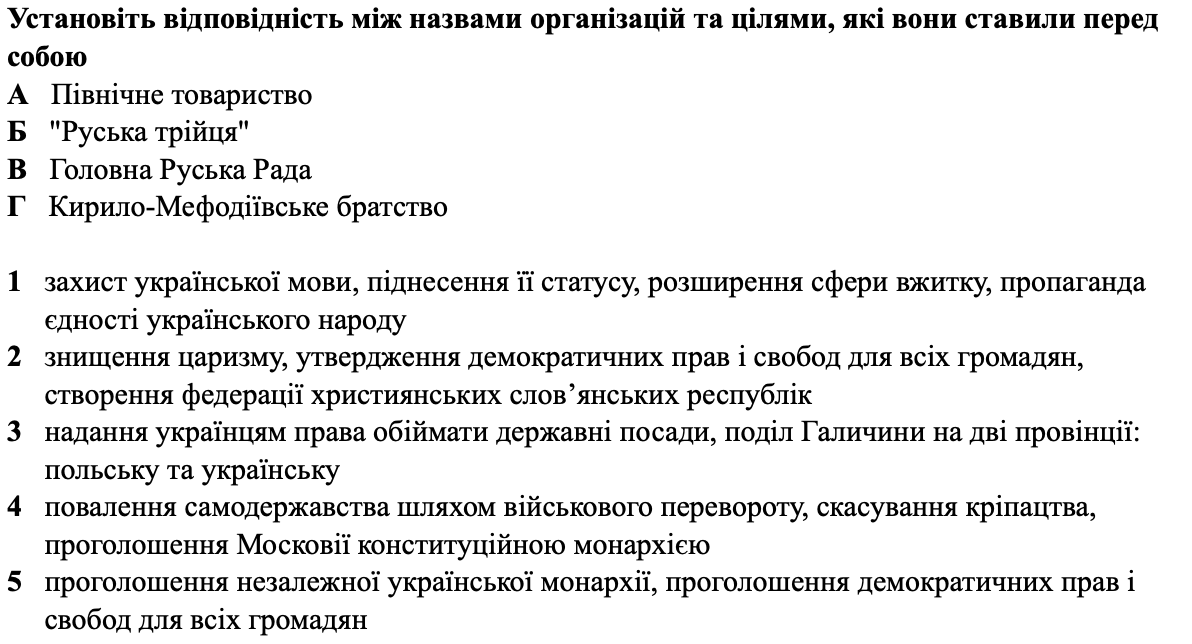 Установіть відповідність між назвами організацій та цілями, які вони ставили перед
собою
А Північне товариство
Б "Руська трійця"
В Головна Руська Рада
Г Кирило-Мефодіївське братство
1 захист української мови, піднесення її статусу, розширення сфери вжитку, пропаганда
єдності українського народу
2 знищення царизму, утвердження демократичних прав і свобод для всіх громадян,
створення федерації християнських слов’янських республік
3 надання українцям права обіймати державні посади, поділ Галичини на дві провінції:
польську та українську
4 повалення самодержавства шляхом військового перевороту, скасування кріпацтва,
проголошення Московії конституційною монархією
5 проголошення незалежної української монархії, проголошення демократичних прав і
свобод для всіх громадян